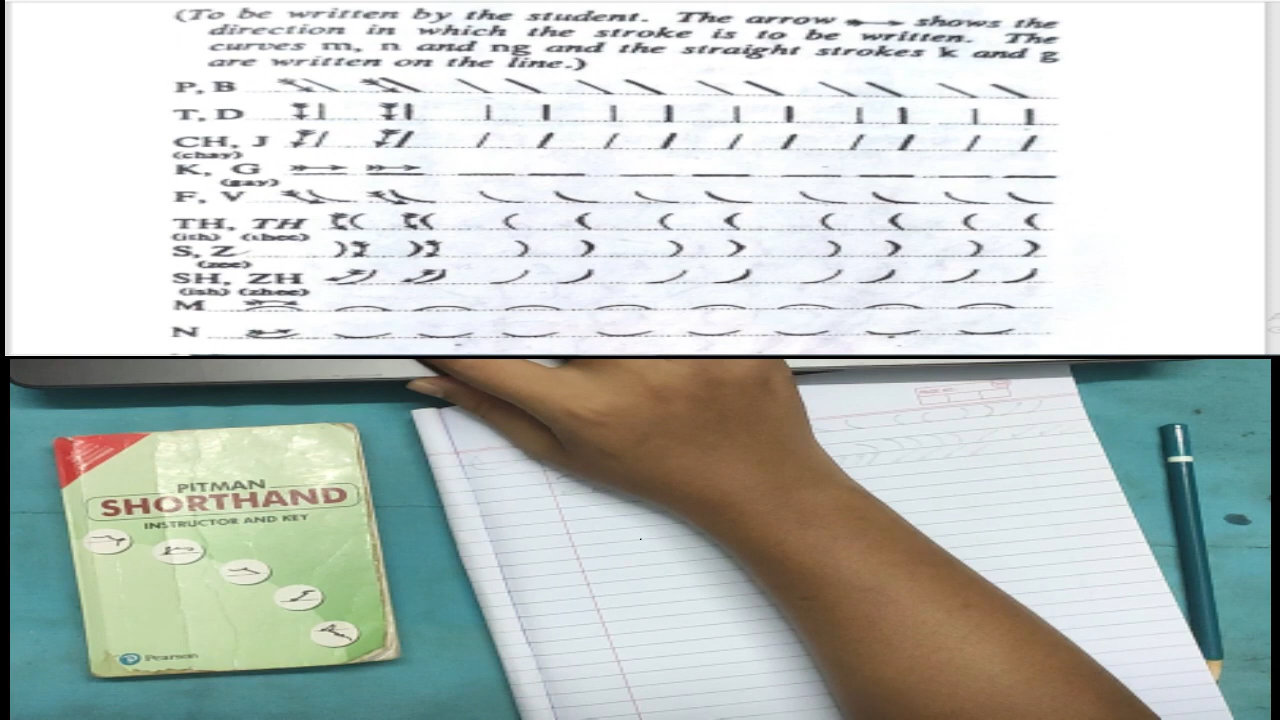 (To be written by the student. The arrow shows the
direction in which the stroke is to be written. The
curves m, n and ng and the straight strokes k and g
are written on the line.)
P, B
T, D
CH, J
(chay)
K, G
(gay)
F, V
TH, TH
(ith) (thee)
S, Z
(zee)
SH, ZH
(ish) (zhee)
M
N
PITMAN
SHORTHAND
INSTRUCTOR AND KEY
Pearson